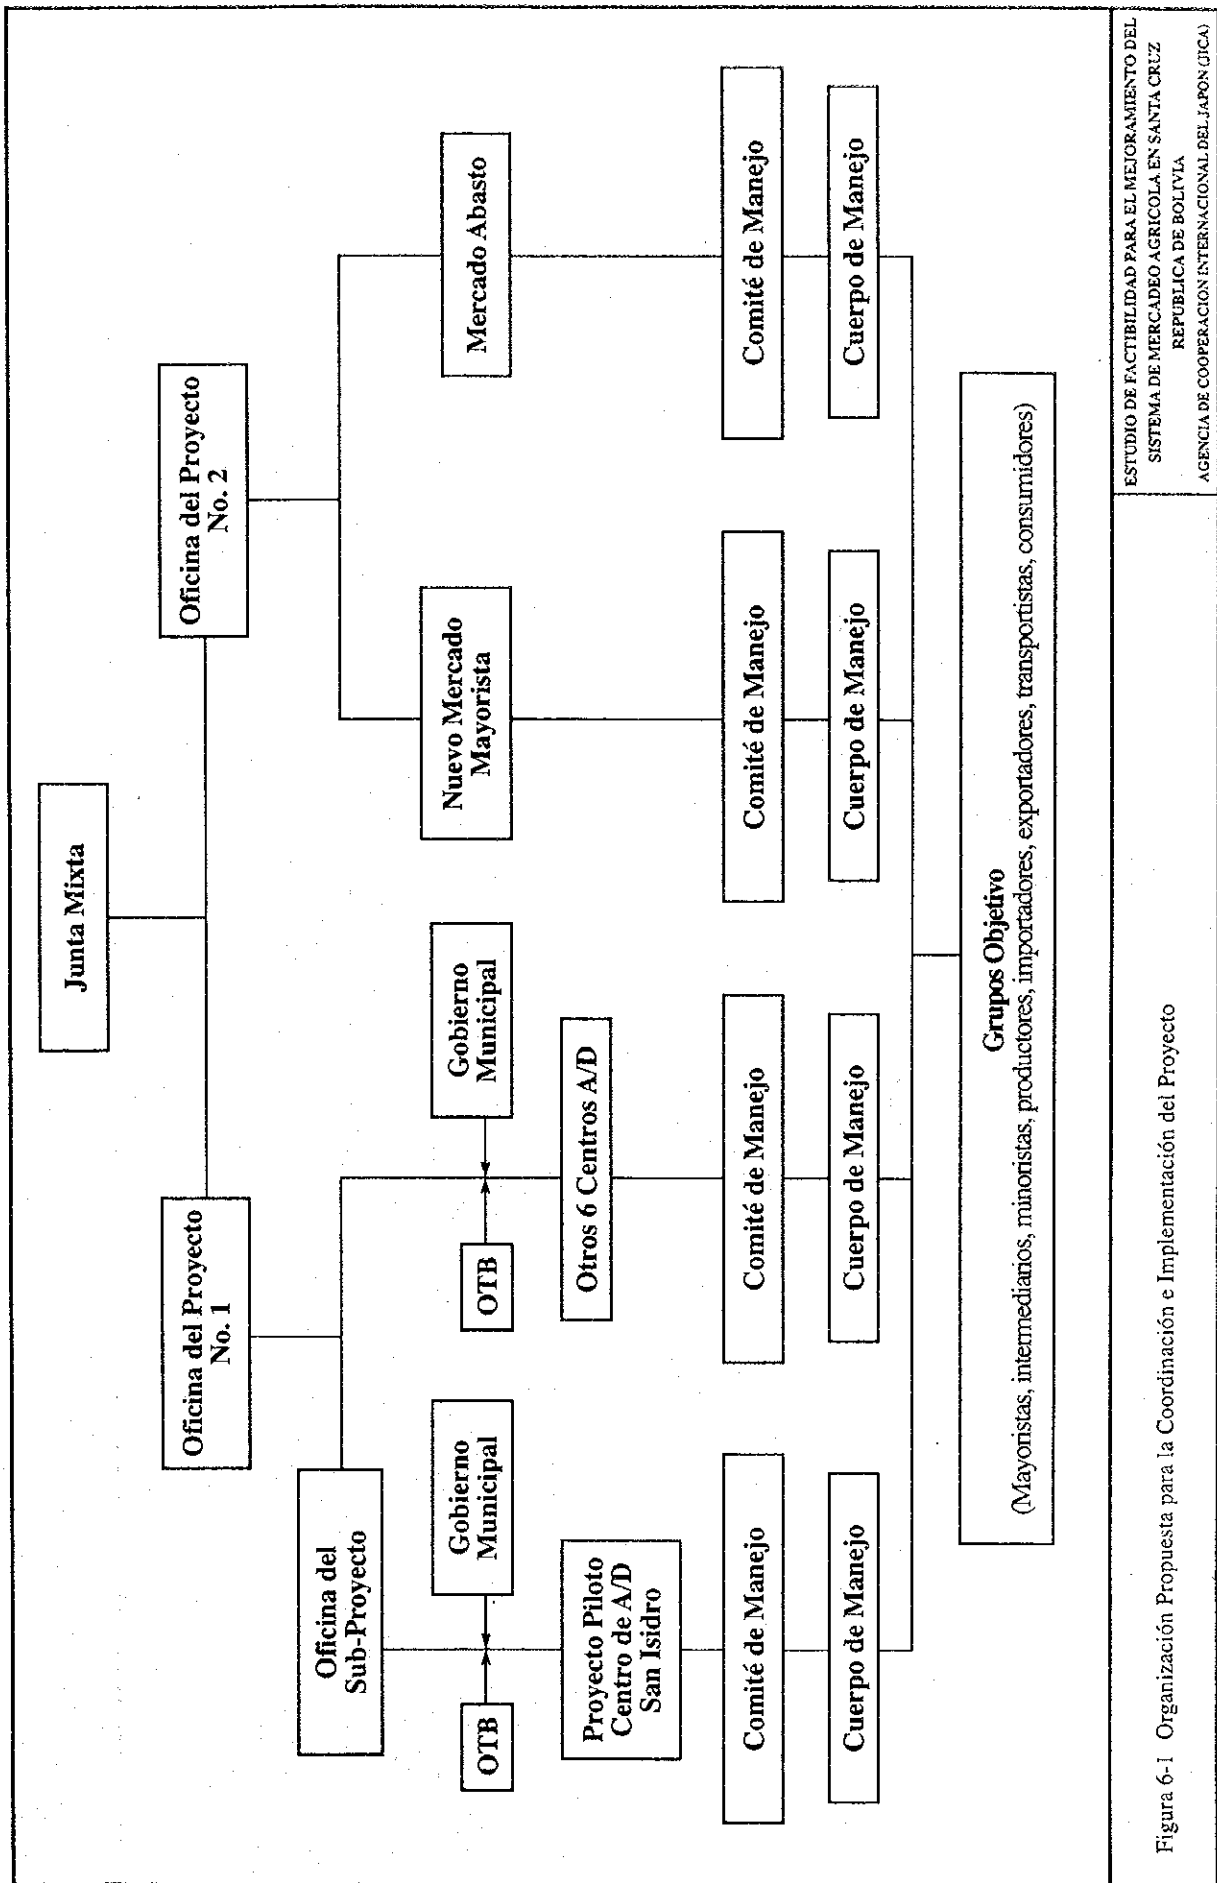 Junta Mixta
Oficina del Proyecto
No. 1
Oficina del Proyecto
No. 2
Oficina del
Sub-Proyecto
Gobierno
Municipal
Gobierno
Municipal
Nuevo Mercado
Mayorista
Mercado Abasto
OTB
OTB
Proyecto Piloto
Centro de A/D
San Isidro
Otros 6 Centros A/D
Comité de Manejo
Comité de Manejo
Comité de Manejo
Comité de Manejo
Cuerpo de Manejo
Cuerpo de Manejo
Cuerpo de Manejo
Cuerpo de Manejo
Grupos Objetivo
(Mayoristas, intermediarios, minoristas, productores, importadores, exportadores, transportistas, consumidores)
Figura 6-1 Organización Propuesta para la Coordinación e Implementación del Proyecto
ESTUDIO DE FACTIBILIDAD PARA EL MEJORAMIENTO DEL
SISTEMA DE MERCADEO AGRICOLA EN SANTA CRUZ
REPUBLICA DE BOLIVIA
AGENCIA DE COOPERACION INTERNACIONAL DEL JAPON (JICA)